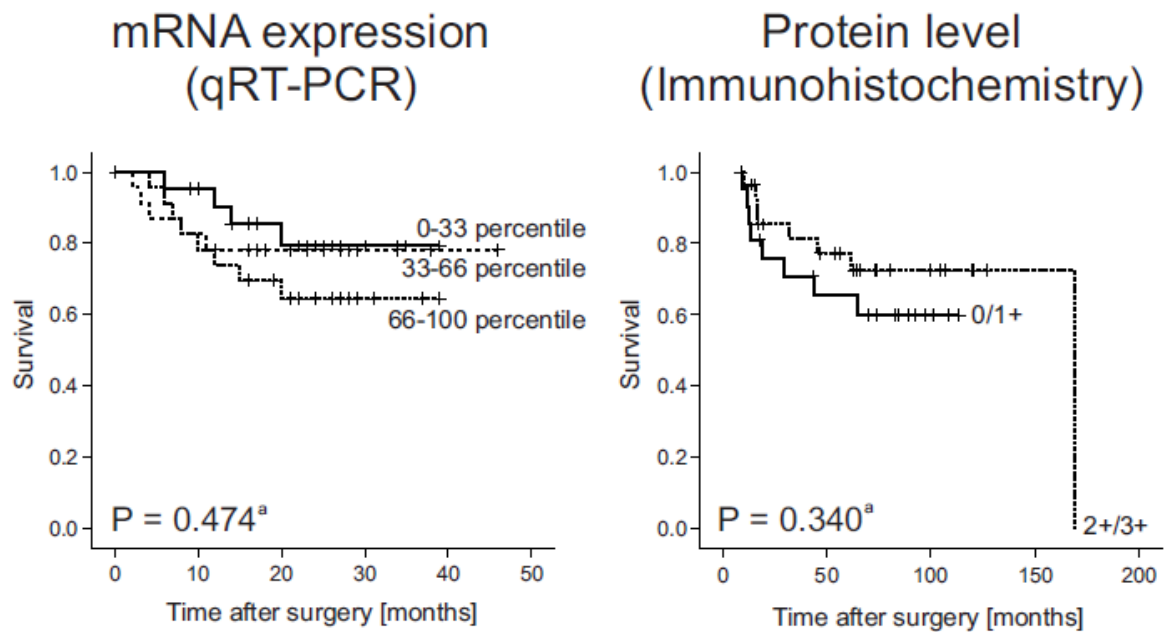 mRNA expression
(qRT-PCR)
Survival
1.0
0.8
0.6
0.4
0.2
0.0
0-33 percentile
33-66 percentile
66-100 percentile
P = 0.474ᵃ
0 10 20 30 40 50
Time after surgery [months]
Protein level
(Immunohistochemistry)
Survival
1.0
0.8
0.6
0.4
0.2
0.0
0/1+
2+/3+
P = 0.340ᵃ
0 50 100 150 200
Time after surgery [months]